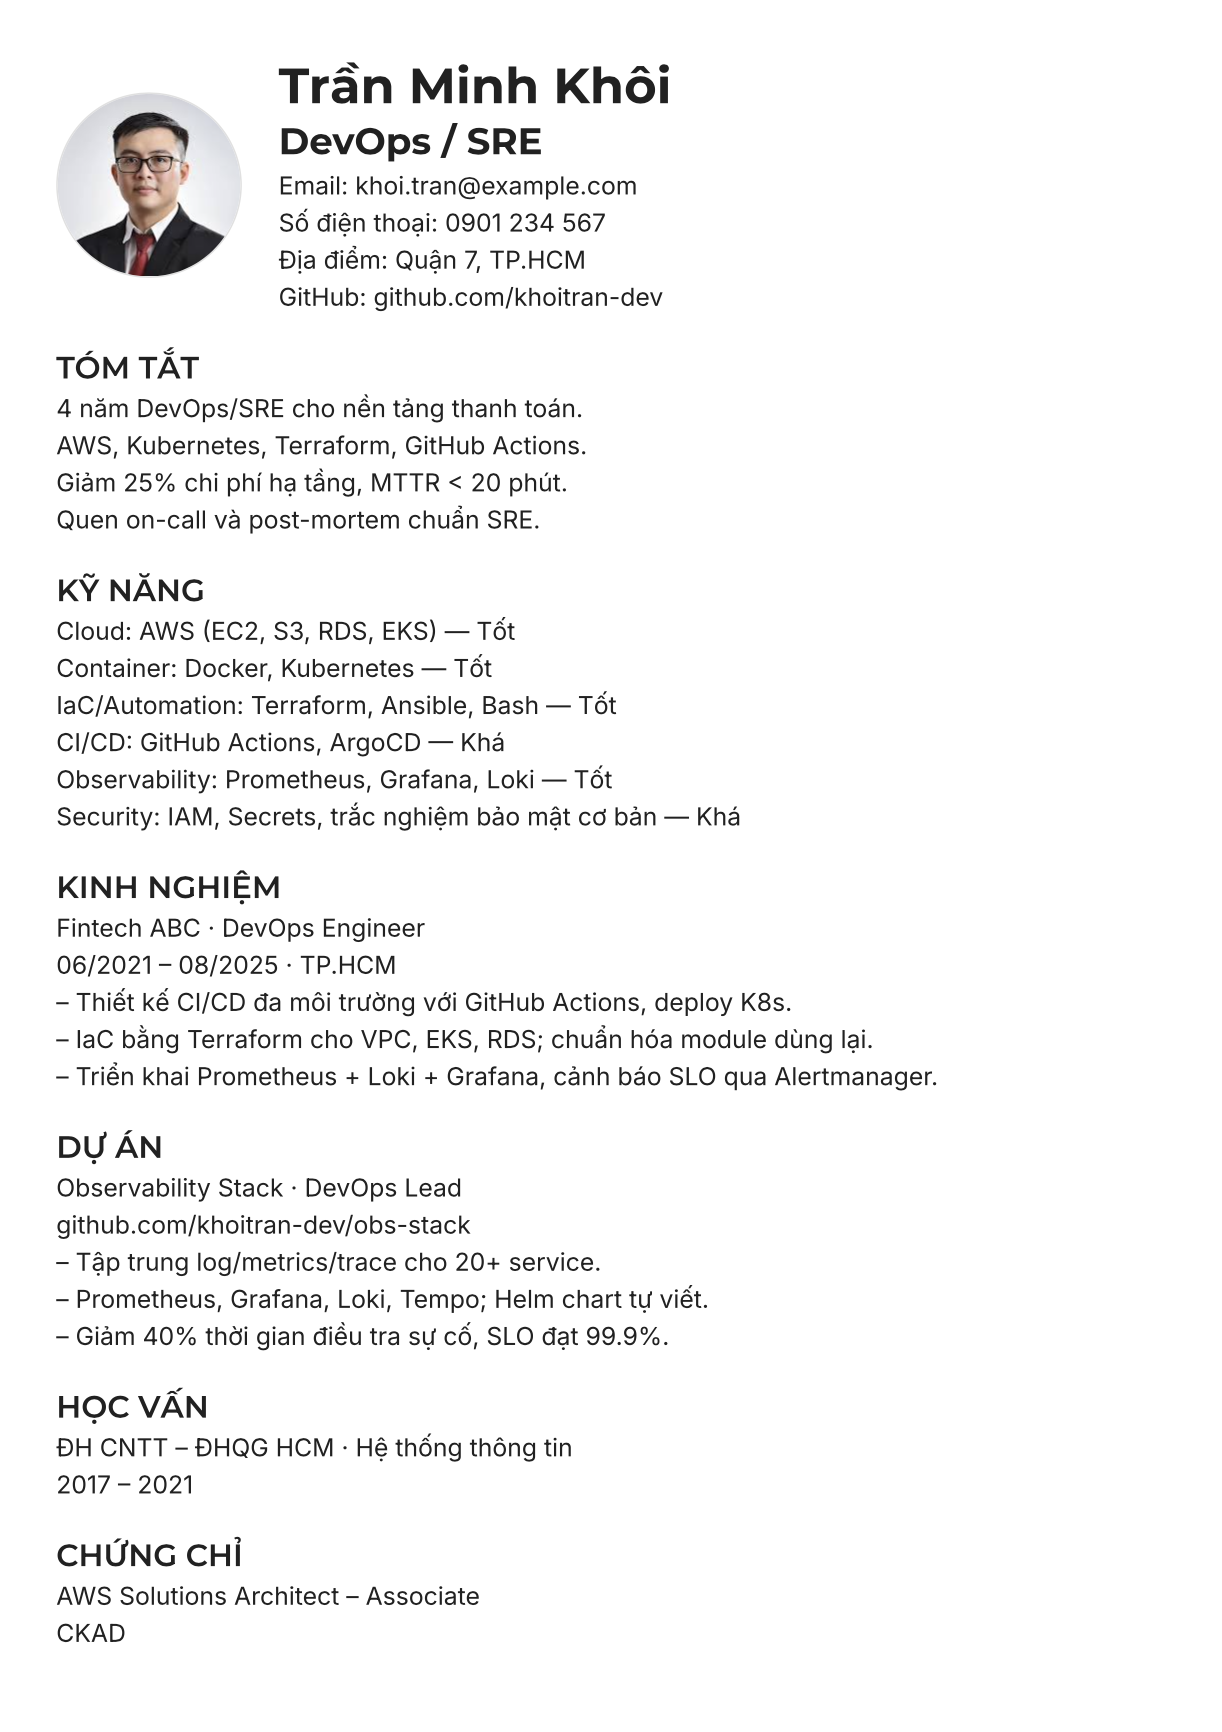 Trần Minh Khôi
DevOps / SRE
Email: khoi.tran@example.com
Số điện thoại: 0901 234 567
Địa điểm: Quận 7, TP.HCM
GitHub: github.com/khoitran-dev
TÓM TẮT
4 năm DevOps/SRE cho nền tảng thanh toán.
AWS, Kubernetes, Terraform, GitHub Actions.
Giảm 25% chi phí hạ tầng, MTTR < 20 phút.
Quen on-call và post-mortem chuẩn SRE.
KỸ NĂNG
Cloud: AWS (EC2, S3, RDS, EKS) — Tốt
Container: Docker, Kubernetes — Tốt
IaC/Automation: Terraform, Ansible, Bash — Tốt
CI/CD: GitHub Actions, ArgoCD — Khá
Observability: Prometheus, Grafana, Loki — Tốt
Security: IAM, Secrets, trắc nghiệm bảo mật cơ bản — Khá
KINH NGHIỆM
Fintech ABC · DevOps Engineer
06/2021 – 08/2025 · TP.HCM
– Thiết kế CI/CD đa môi trường với GitHub Actions, deploy K8s.
– IaC bằng Terraform cho VPC, EKS, RDS; chuẩn hóa module dùng lại.
– Triển khai Prometheus + Loki + Grafana, cảnh báo SLO qua Alertmanager.
DỰ ÁN
Observability Stack · DevOps Lead
github.com/khoitran-dev/obs-stack
– Tập trung log/metrics/trace cho 20+ service.
– Prometheus, Grafana, Loki, Tempo; Helm chart tự viết.
– Giảm 40% thời gian điều tra sự cố, SLO đạt 99.9%.
HỌC VẤN
ĐH CNTT – ĐHQG HCM · Hệ thống thông tin
2017 – 2021
CHỨNG CHỈ
AWS Solutions Architect – Associate
CKAD